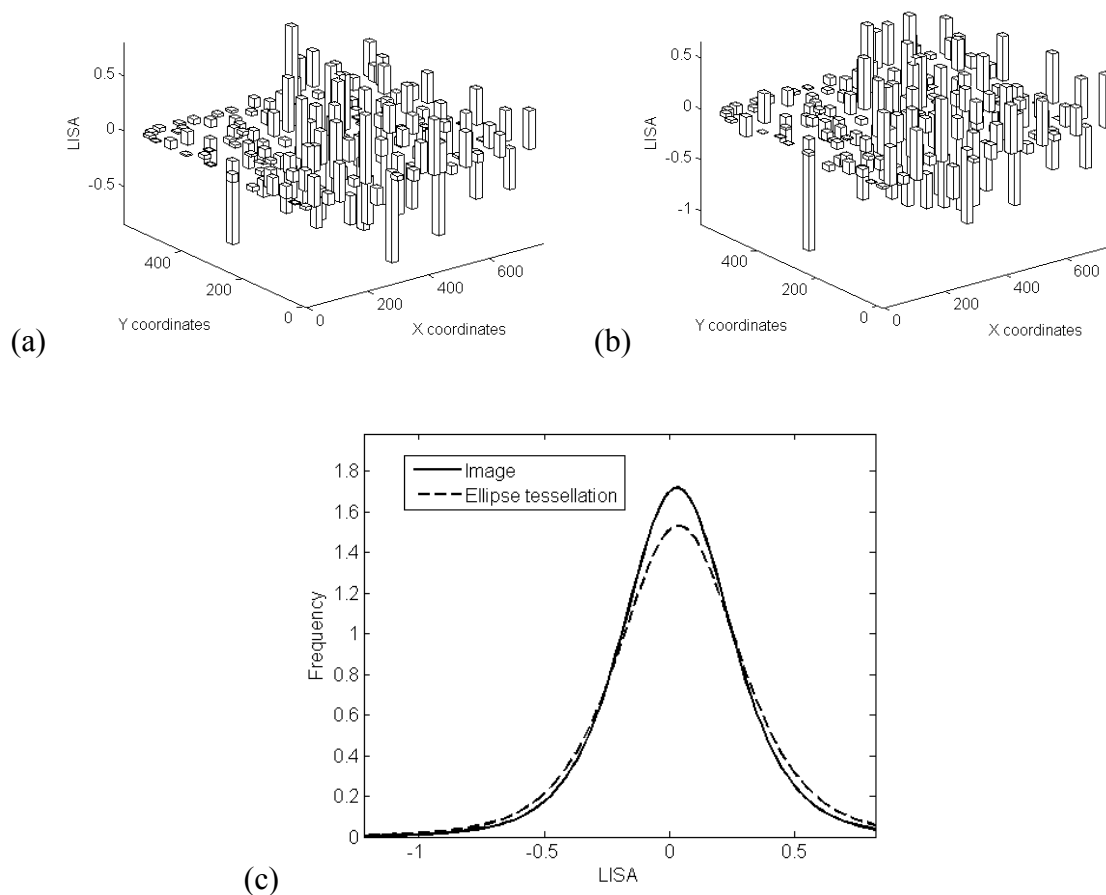 0.5
0
-0.5
LISA
400
200
0
Y coordinates
0
200
400
600
X coordinates
(a)
0.5
0
-0.5
-1
LISA
400
200
0
Y coordinates
0
200
400
600
X coordinates
(b)
1.8
1.6
1.4
1.2
1
0.8
0.6
0.4
0.2
0
Frequency
Image
Ellipse tessellation
-1
-0.5
0
0.5
LISA
(c)